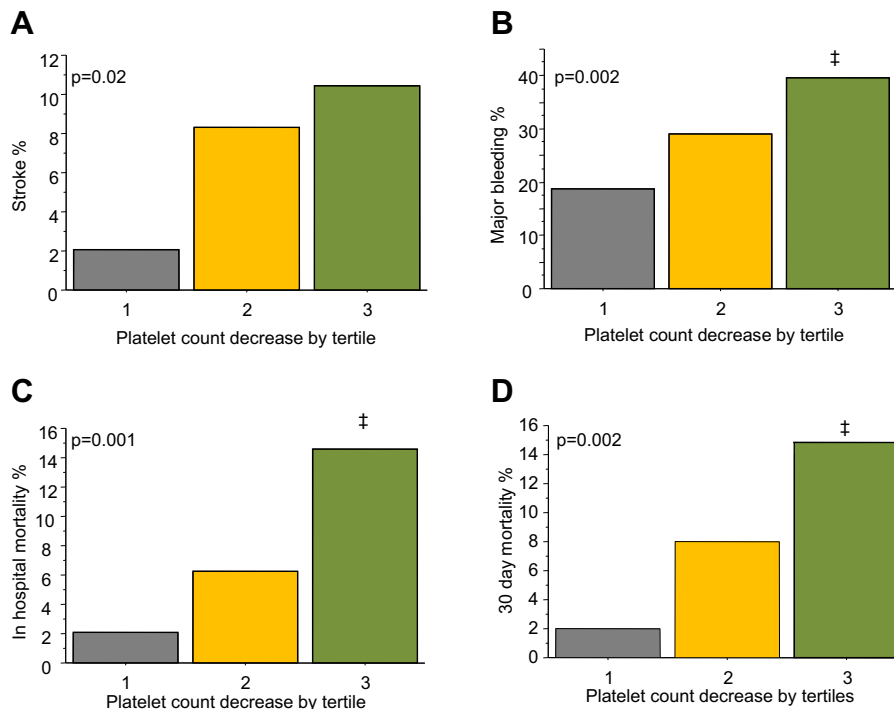 A
p=0.02
Stroke %
12
10
8
6
4
2
0
1 2 3
Platelet count decrease by tertile
B
‡
p=0.002
Major bleeding %
40
30
20
10
0
1 2 3
Platelet count decrease by tertile
C
‡
p=0.001
In hospital mortality %
16
14
12
10
8
6
4
2
0
1 2 3
Platelet count decrease by tertile
D
‡
p=0.002
30 day mortality %
16
14
12
10
8
6
4
2
0
1 2 3
Platelet count decrease by tertiles